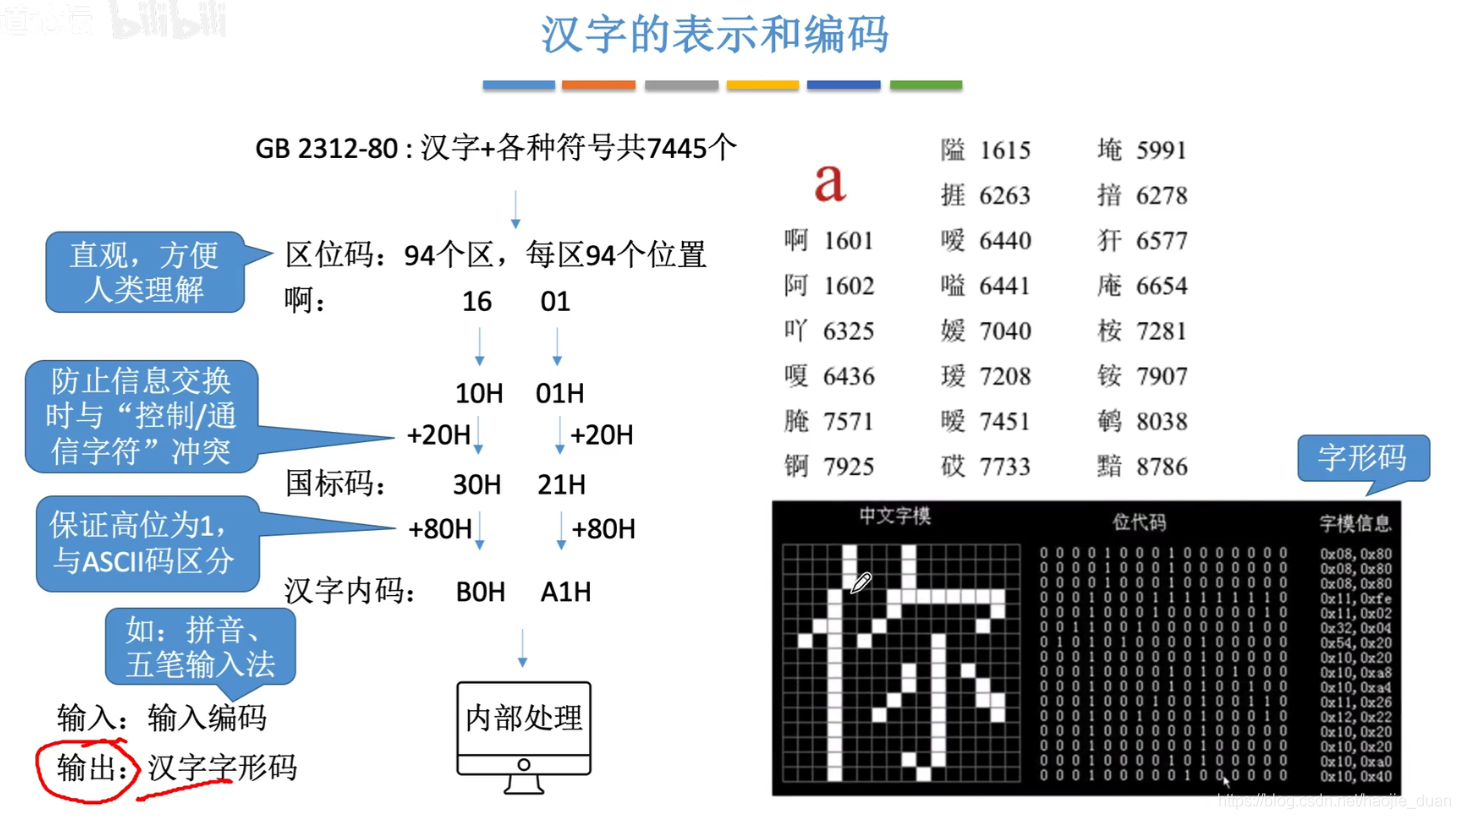 bilibili
汉字的表示和编码
GB 2312-80 : 汉字+各种符号共7445个
直观，方便
人类理解
区位码：94个区，每区94个位置
啊： 16 01
防止信息交换
时与“控制/通
信字符”冲突
10H 01H
+20H +20H
国标码： 30H 21H
保证高位为1，
与ASCII码区分
+80H +80H
汉字内码： B0H A1H
如：拼音、
五笔输入法
输入：输入编码
输出：汉字字形码
内部处理
a
隘 1615 埯 5991
捱 6263 揞 6278
啊 1601 嗳 6440 犴 6577
阿 1602 嗌 6441 庵 6654
吖 6325 嫒 7040 桉 7281
嗄 6436 瑷 7208 铵 7907
腌 7571 暧 7451 鹌 8038
锕 7925 砹 7733 黯 8786
字形码
中文字模 位代码 字模信息
0 0 0 0 1 0 0 0 1 0 0 0 0 0 0 0 0x08,0x80
0 0 0 0 1 0 0 0 1 0 0 0 0 0 0 0 0x08,0x80
0 0 0 0 1 0 0 0 1 0 0 0 0 0 0 0 0x08,0x80
0 0 0 1 0 0 0 1 1 1 1 1 1 1 1 0 0x11,0xfe
0 0 0 1 0 0 0 1 0 0 0 0 0 0 1 0 0x11,0x02
0 0 1 1 0 0 1 0 0 0 0 0 0 1 0 0 0x32,0x04
0 1 0 1 0 1 0 0 0 0 1 0 0 0 0 0 0x54,0x20
0 0 0 1 0 0 0 0 0 0 1 0 0 0 0 0 0x10,0x20
0 0 0 1 0 0 0 0 1 0 1 0 1 0 0 0 0x10,0xa8
0 0 0 1 0 0 0 0 1 0 1 0 0 1 0 0 0x10,0xa4
0 0 0 1 0 0 0 1 0 0 1 0 0 1 1 0 0x11,0x26
0 0 0 1 0 0 1 0 0 0 1 0 0 0 1 0 0x12,0x22
0 0 0 1 0 0 0 0 0 0 1 0 0 0 0 0 0x10,0x20
0 0 0 1 0 0 0 0 0 0 1 0 0 0 0 0 0x10,0x20
0 0 0 1 0 0 0 0 1 0 1 0 0 0 0 0 0x10,0xa0
0 0 0 1 0 0 0 0 0 1 0 0 0 0 0 0 0x10,0x40
https://blog.csdn.net/haojie_duan